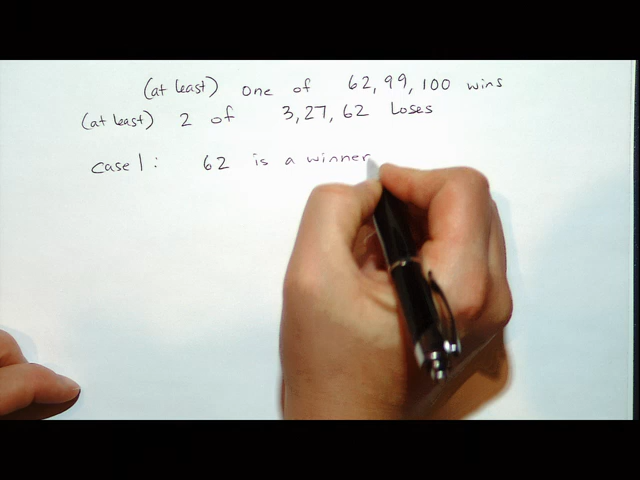 (at least) one of 62, 99, 100 wins
(at least) 2 of 3, 27, 62 Loses
case 1: 62 is a winner